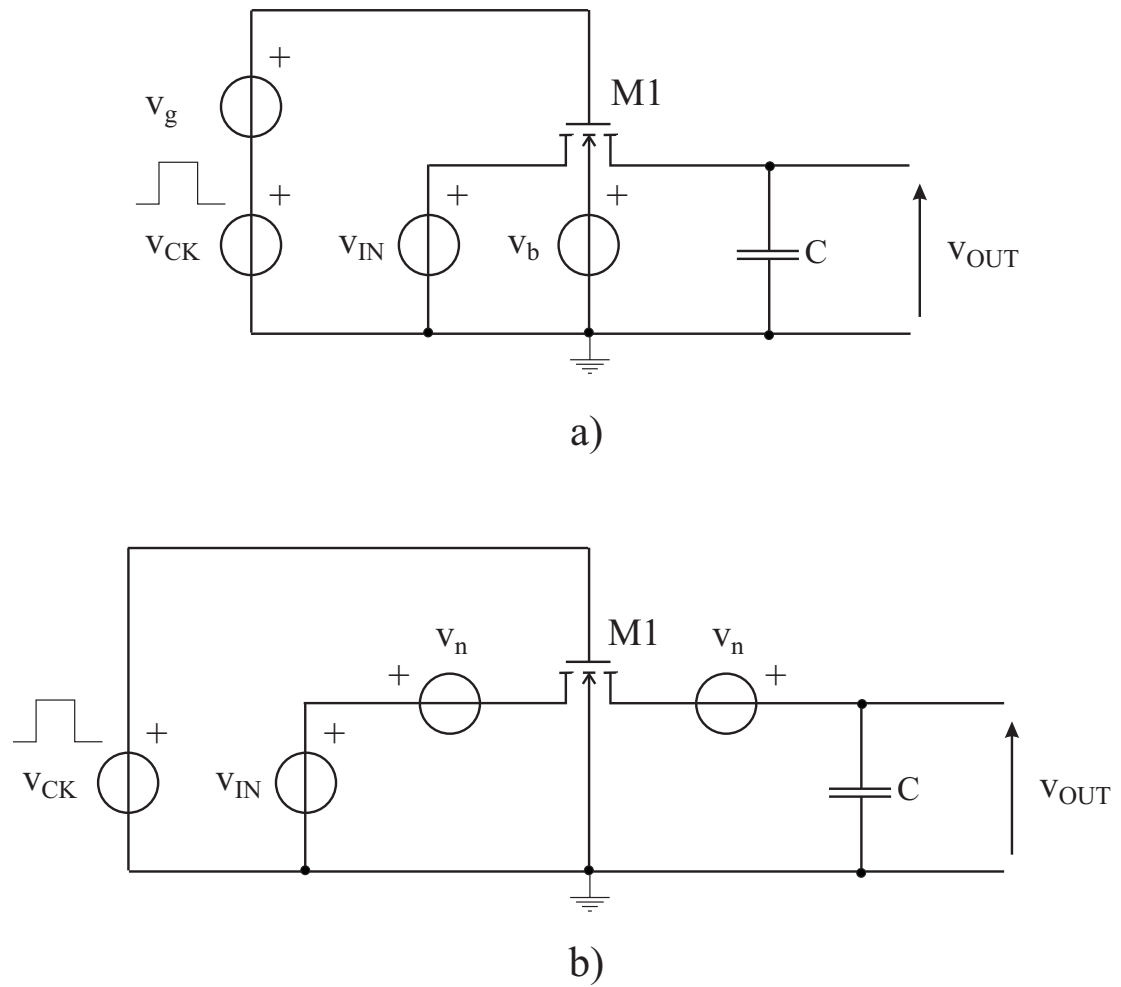 +
v_g
M1
+
+
+
v_CK
v_IN
v_b
C
v_OUT
a)
v_n
M1
v_n
+
+
+
+
v_CK
v_IN
C
v_OUT
b)